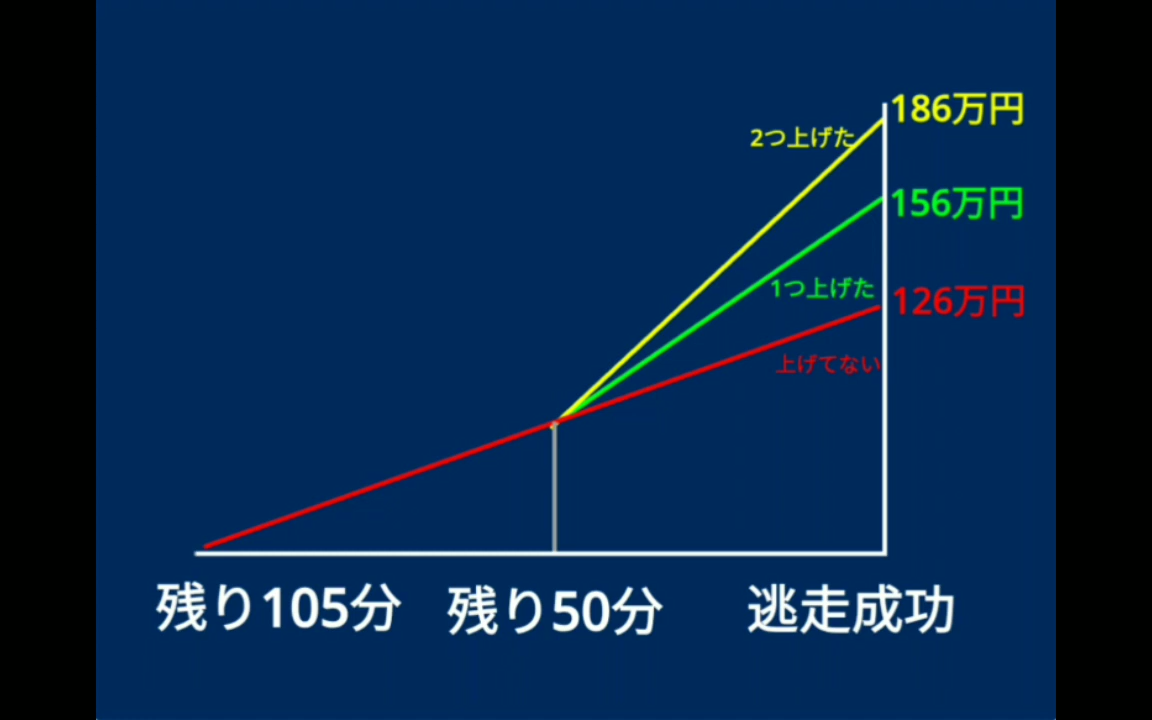 186万円
2つ上げた
156万円
1つ上げた
126万円
上げてない
残り105分
残り50分
逃走成功